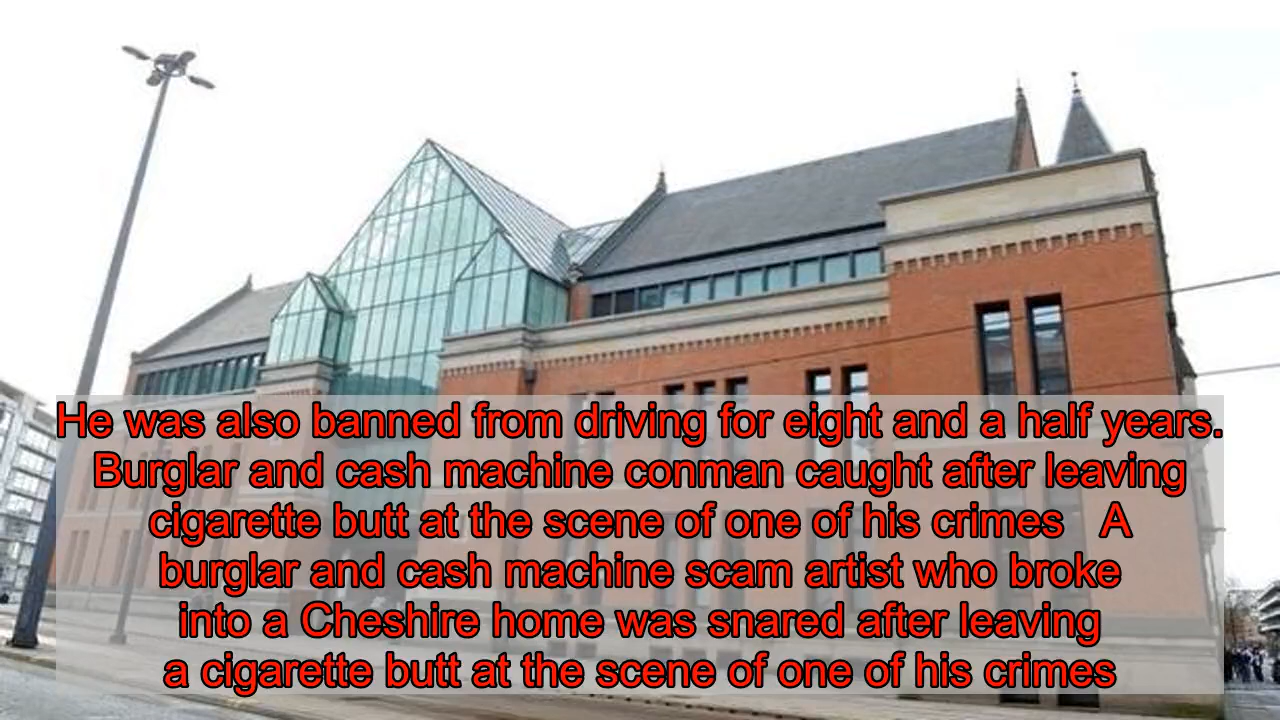 He was also banned from driving for eight and a half years.
Burglar and cash machine conman caught after leaving
cigarette butt at the scene of one of his crimes   A
burglar and cash machine scam artist who broke
into a Cheshire home was snared after leaving
a cigarette butt at the scene of one of his crimes